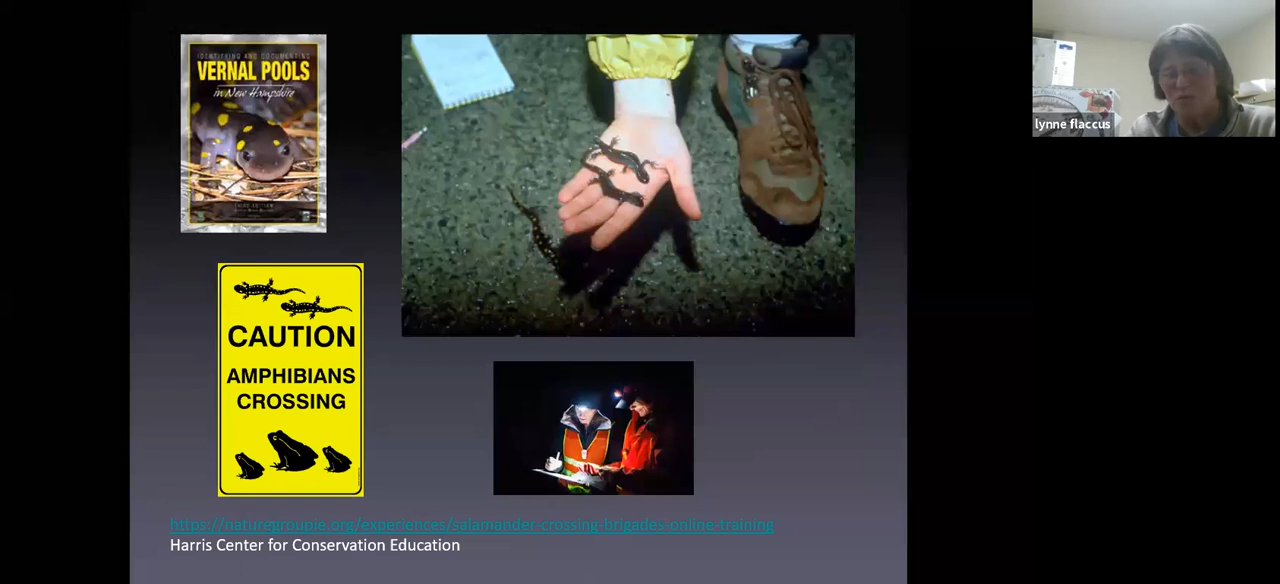 IDENTIFYING AND DOCUMENTING
VERNAL POOLS
in New Hampshire
lynne flaccus
CAUTION
AMPHIBIANS
CROSSING
https://naturegroupie.org/experiences/salamander-crossing-brigades-online-training
Harris Center for Conservation Education